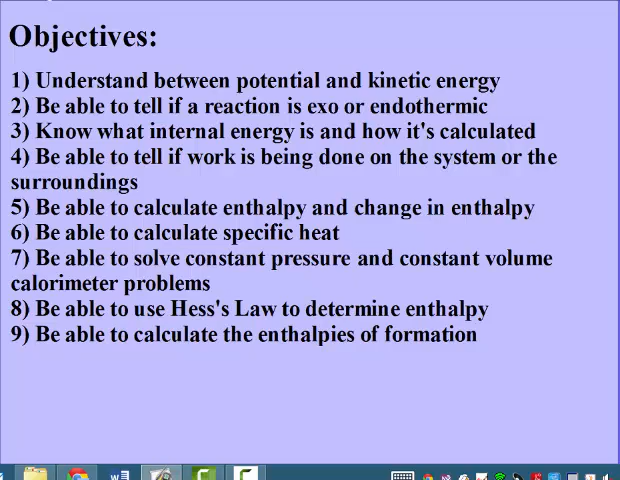 Objectives:
1) Understand between potential and kinetic energy
2) Be able to tell if a reaction is exo or endothermic
3) Know what internal energy is and how it's calculated
4) Be able to tell if work is being done on the system or the
surroundings
5) Be able to calculate enthalpy and change in enthalpy
6) Be able to calculate specific heat
7) Be able to solve constant pressure and constant volume
calorimeter problems
8) Be able to use Hess's Law to determine enthalpy
9) Be able to calculate the enthalpies of formation